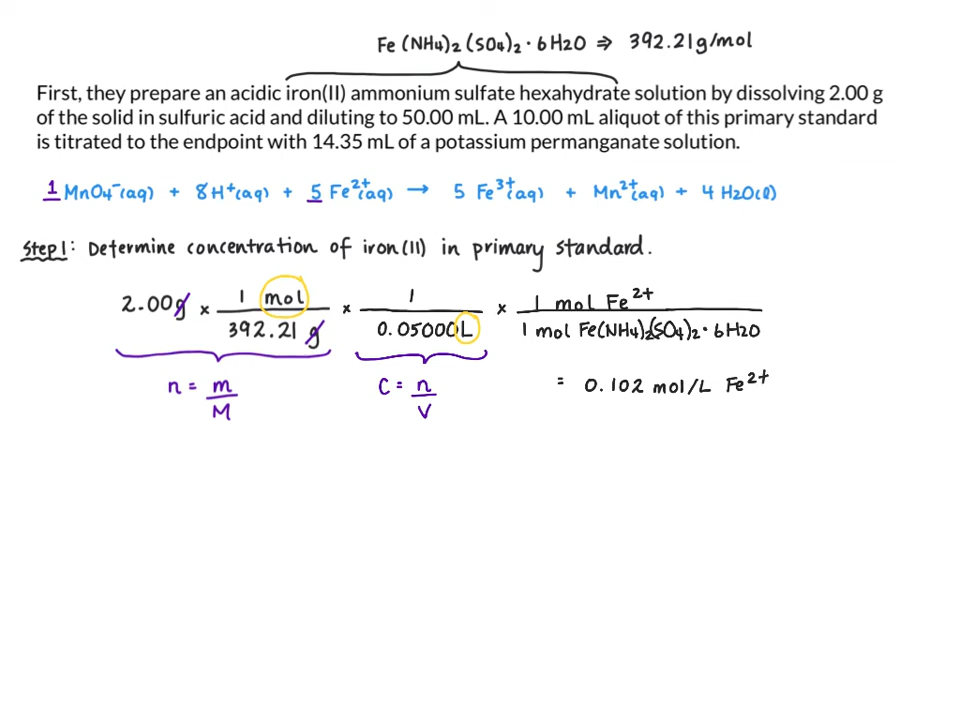 Fe(NH4)2(SO4)2·6H2O ⇒ 392.21g/mol
First, they prepare an acidic iron(II) ammonium sulfate hexahydrate solution by dissolving 2.00 g
of the solid in sulfuric acid and diluting to 50.00 mL. A 10.00 mL aliquot of this primary standard
is titrated to the endpoint with 14.35 mL of a potassium permanganate solution.
1 MnO4⁻(aq) + 8H⁺(aq) + 5 Fe²⁺(aq) → 5 Fe³⁺(aq) + Mn²⁺(aq) + 4 H2O(l)
Step 1: Determine concentration of iron(II) in primary standard.
2.00g × 1 mol / 392.21 g × 1 / 0.05000L × 1 mol Fe²⁺ / 1 mol Fe(NH4)2(SO4)2·6H2O
n = m / M C = n / V = 0.102 mol/L Fe²⁺